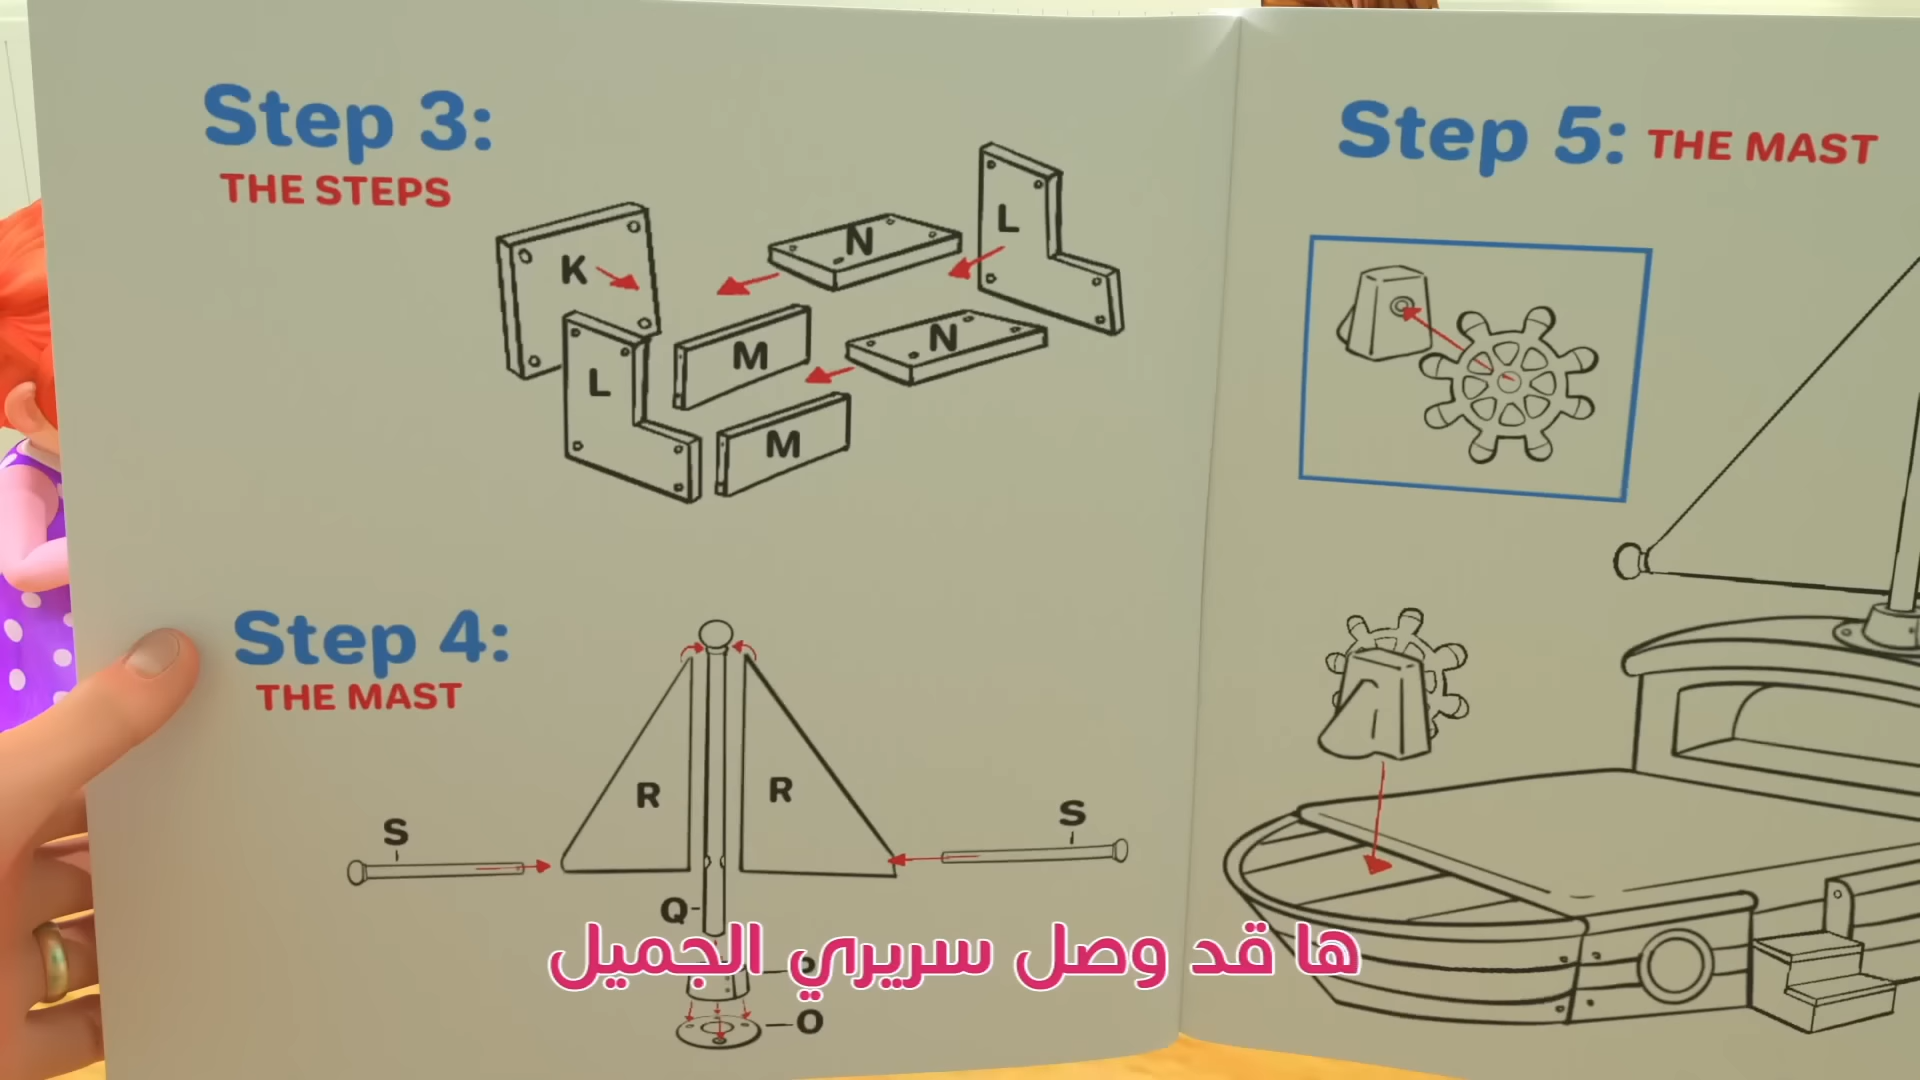 Step 3:
THE STEPS
K
N
L
L
M
N
M
Step 4:
THE MAST
R
R
S
S
Q
O
Step 5: THE MAST
ها قد وصل سريري الجميل